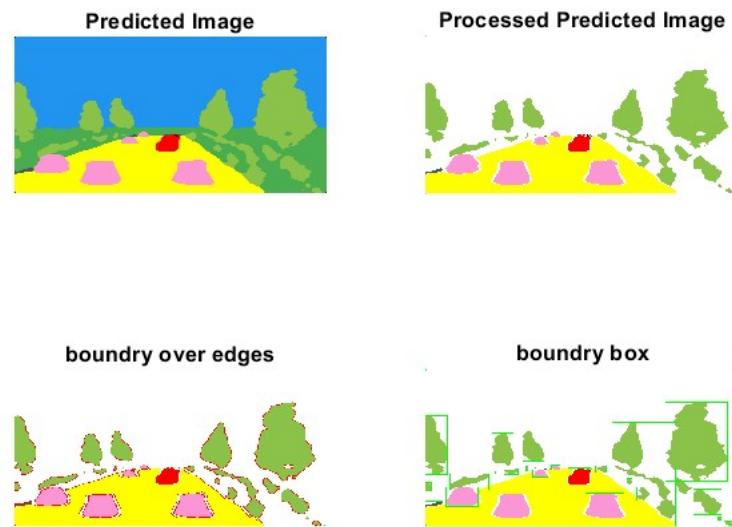 Predicted Image
Processed Predicted Image
boundry over edges
boundry box